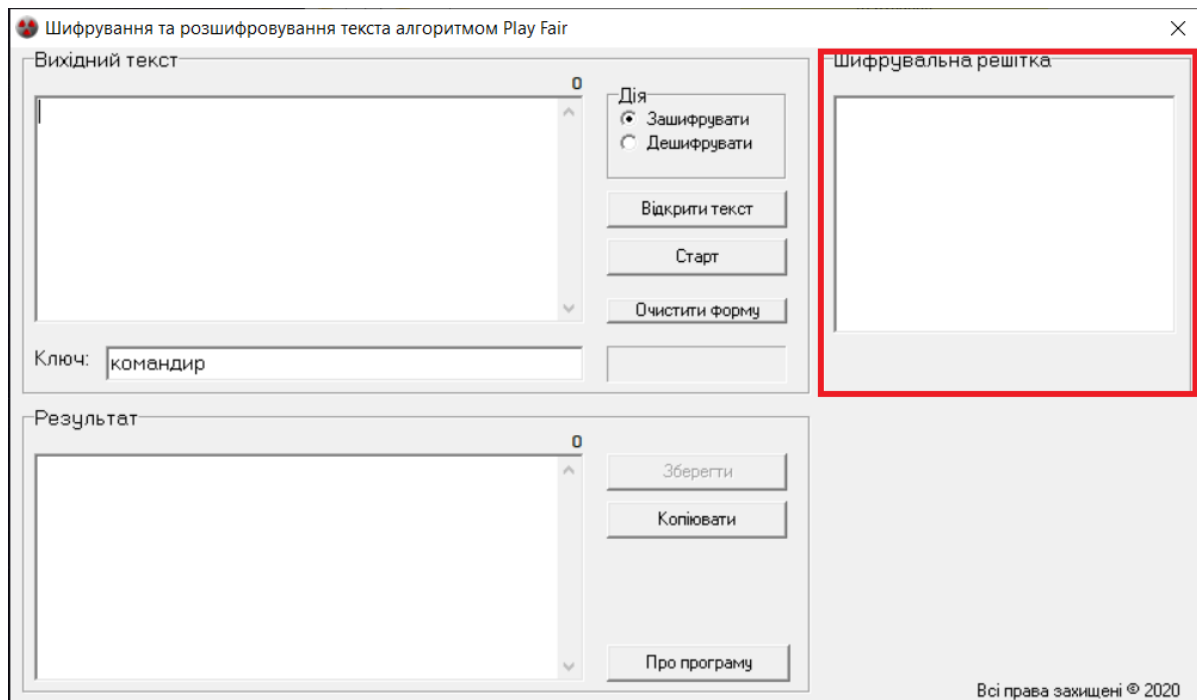 Шифрування та розшифровування текста алгоритмом Play Fair
Вихідний текст
0
Дія
Зашифрувати
Дешифрувати
Відкрити текст
Старт
Очистити форму
Ключ:
командир
Шифрувальна решітка
Результат
0
Зберегти
Копіювати
Про програму
Всі права захищені © 2020